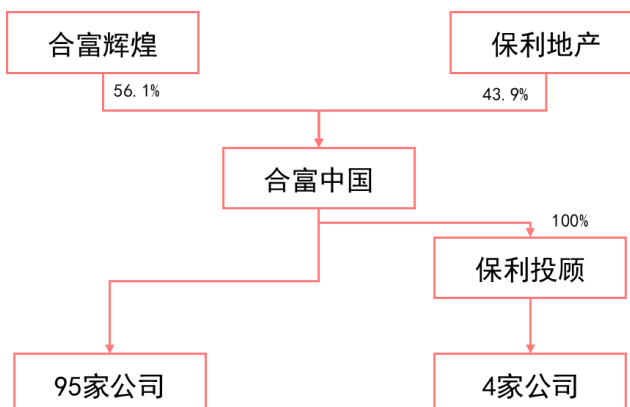 合富辉煌
保利地产
56.1%
43.9%
合富中国
100%
保利投顾
95家公司
4家公司